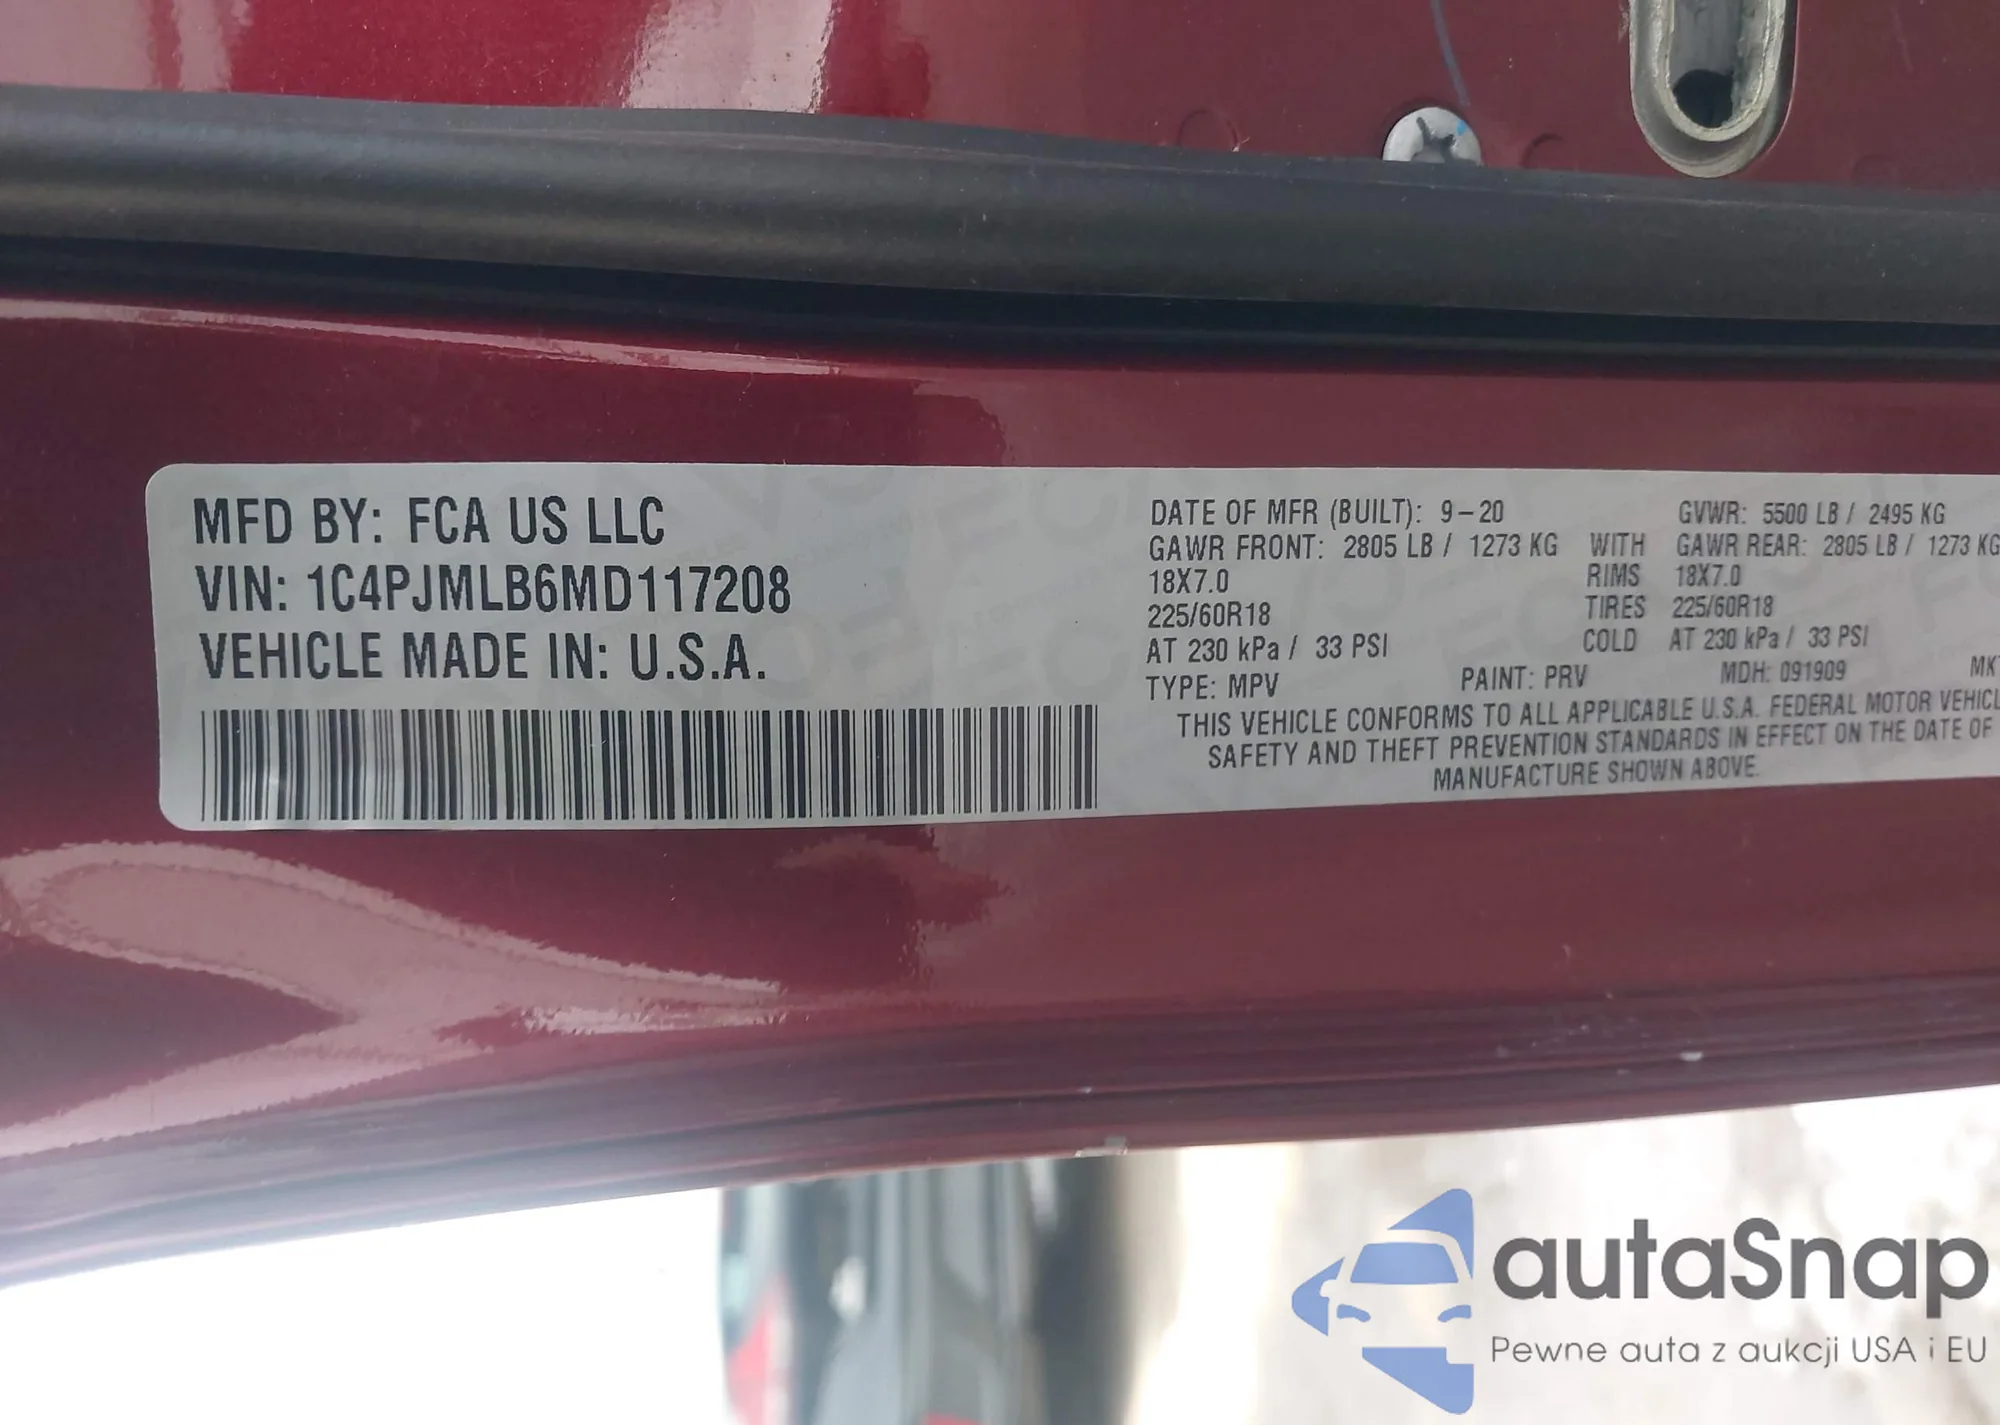 MFD BY: FCA US LLC
VIN: 1C4PJMLB6MD117208
VEHICLE MADE IN: U.S.A.
DATE OF MFR (BUILT): 9-20 GVWR: 5500 LB / 2495 KG
GAWR FRONT: 2805 LB / 1273 KG WITH GAWR REAR: 2805 LB / 1273 KG
18X7.0 RIMS 18X7.0
225/60R18 TIRES 225/60R18
AT 230 kPa / 33 PSI COLD AT 230 kPa / 33 PSI
TYPE: MPV PAINT: PRV MDH: 091909
THIS VEHICLE CONFORMS TO ALL APPLICABLE U.S.A. FEDERAL MOTOR VEHICL
SAFETY AND THEFT PREVENTION STANDARDS IN EFFECT ON THE DATE OF
MANUFACTURE SHOWN ABOVE.
autaSnap
Pewne auta z aukcji USA i EU